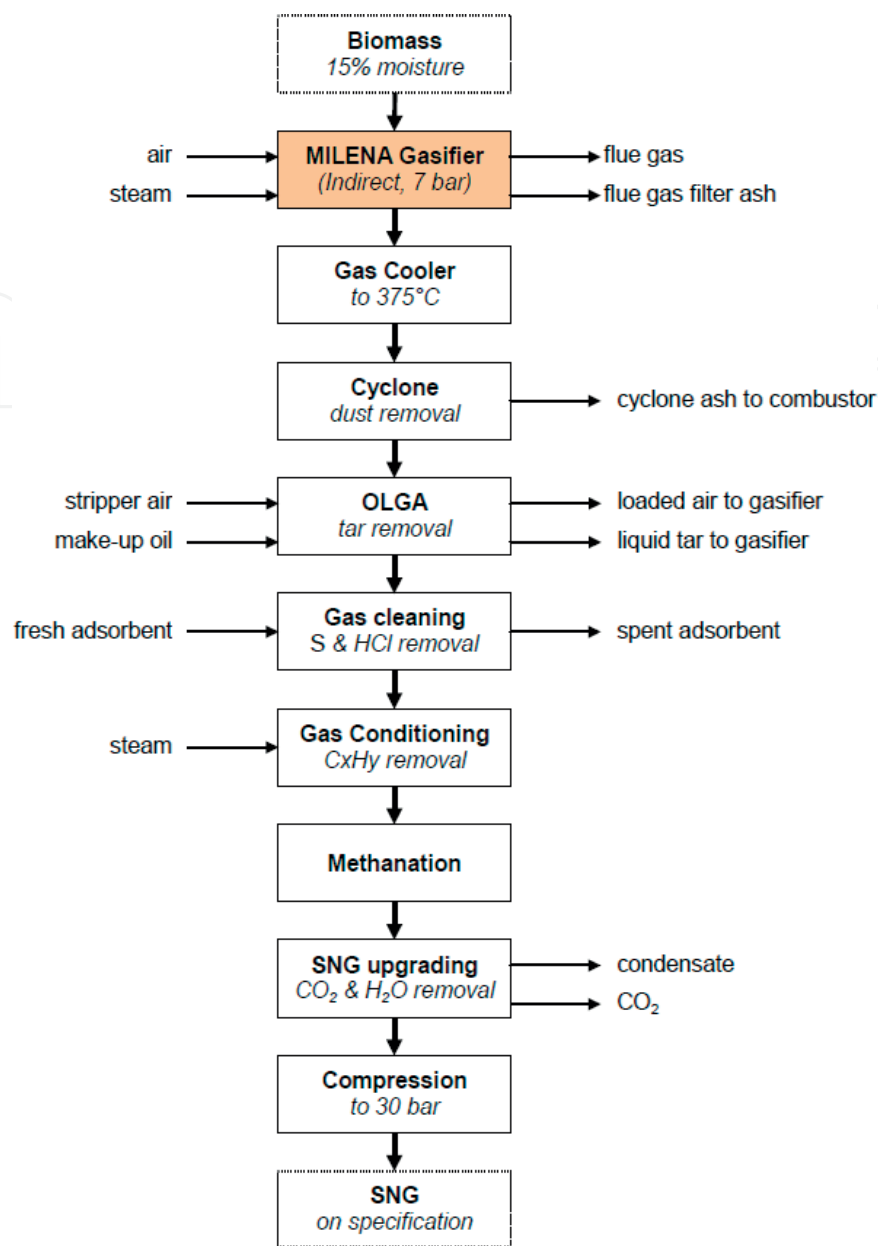 Biomass
15% moisture
air
MILENA Gasifier
flue gas
steam
(Indirect, 7 bar)
flue gas filter ash
Gas Cooler
to 375°C
Cyclone
dust removal
cyclone ash to combustor
stripper air
OLGA
loaded air to gasifier
make-up oil
tar removal
liquid tar to gasifier
fresh adsorbent
Gas cleaning
S & HCl removal
spent adsorbent
steam
Gas Conditioning
CxHy removal
Methanation
SNG upgrading
condensate
CO₂ & H₂O removal
CO₂
Compression
to 30 bar
SNG
on specification